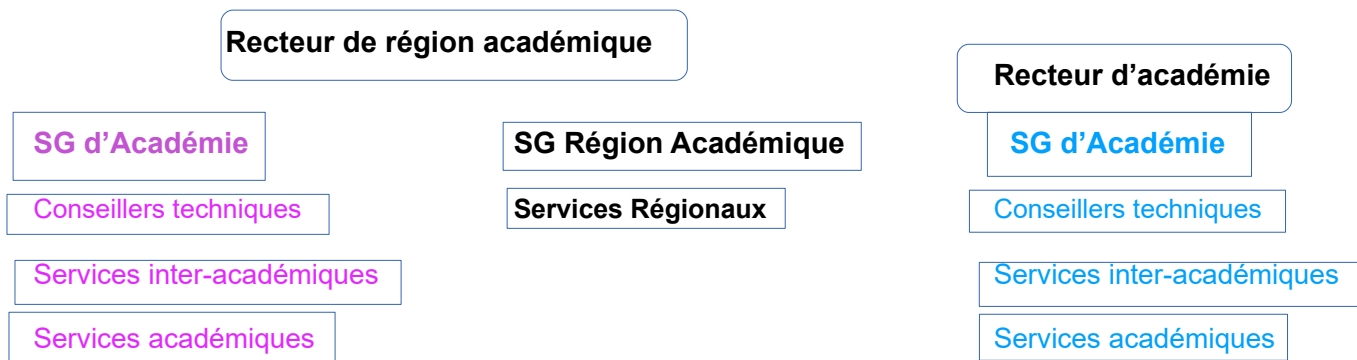 Recteur de région académique
Recteur d'académie
SG d'Académie
SG Région Académique
SG d'Académie
Conseillers techniques
Services Régionaux
Conseillers techniques
Services inter-académiques
Services inter-académiques
Services académiques
Services académiques